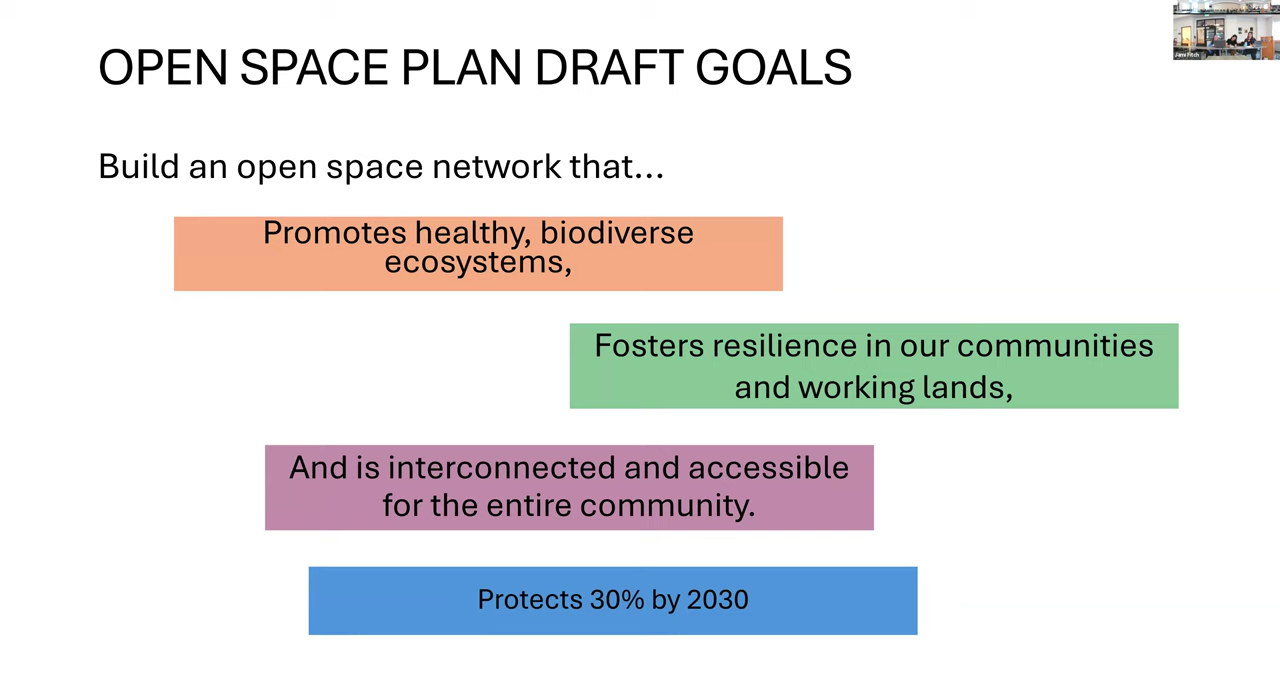 OPEN SPACE PLAN DRAFT GOALS
Build an open space network that...
Promotes healthy, biodiverse
ecosystems,
Fosters resilience in our communities
and working lands,
And is interconnected and accessible
for the entire community.
Protects 30% by 2030